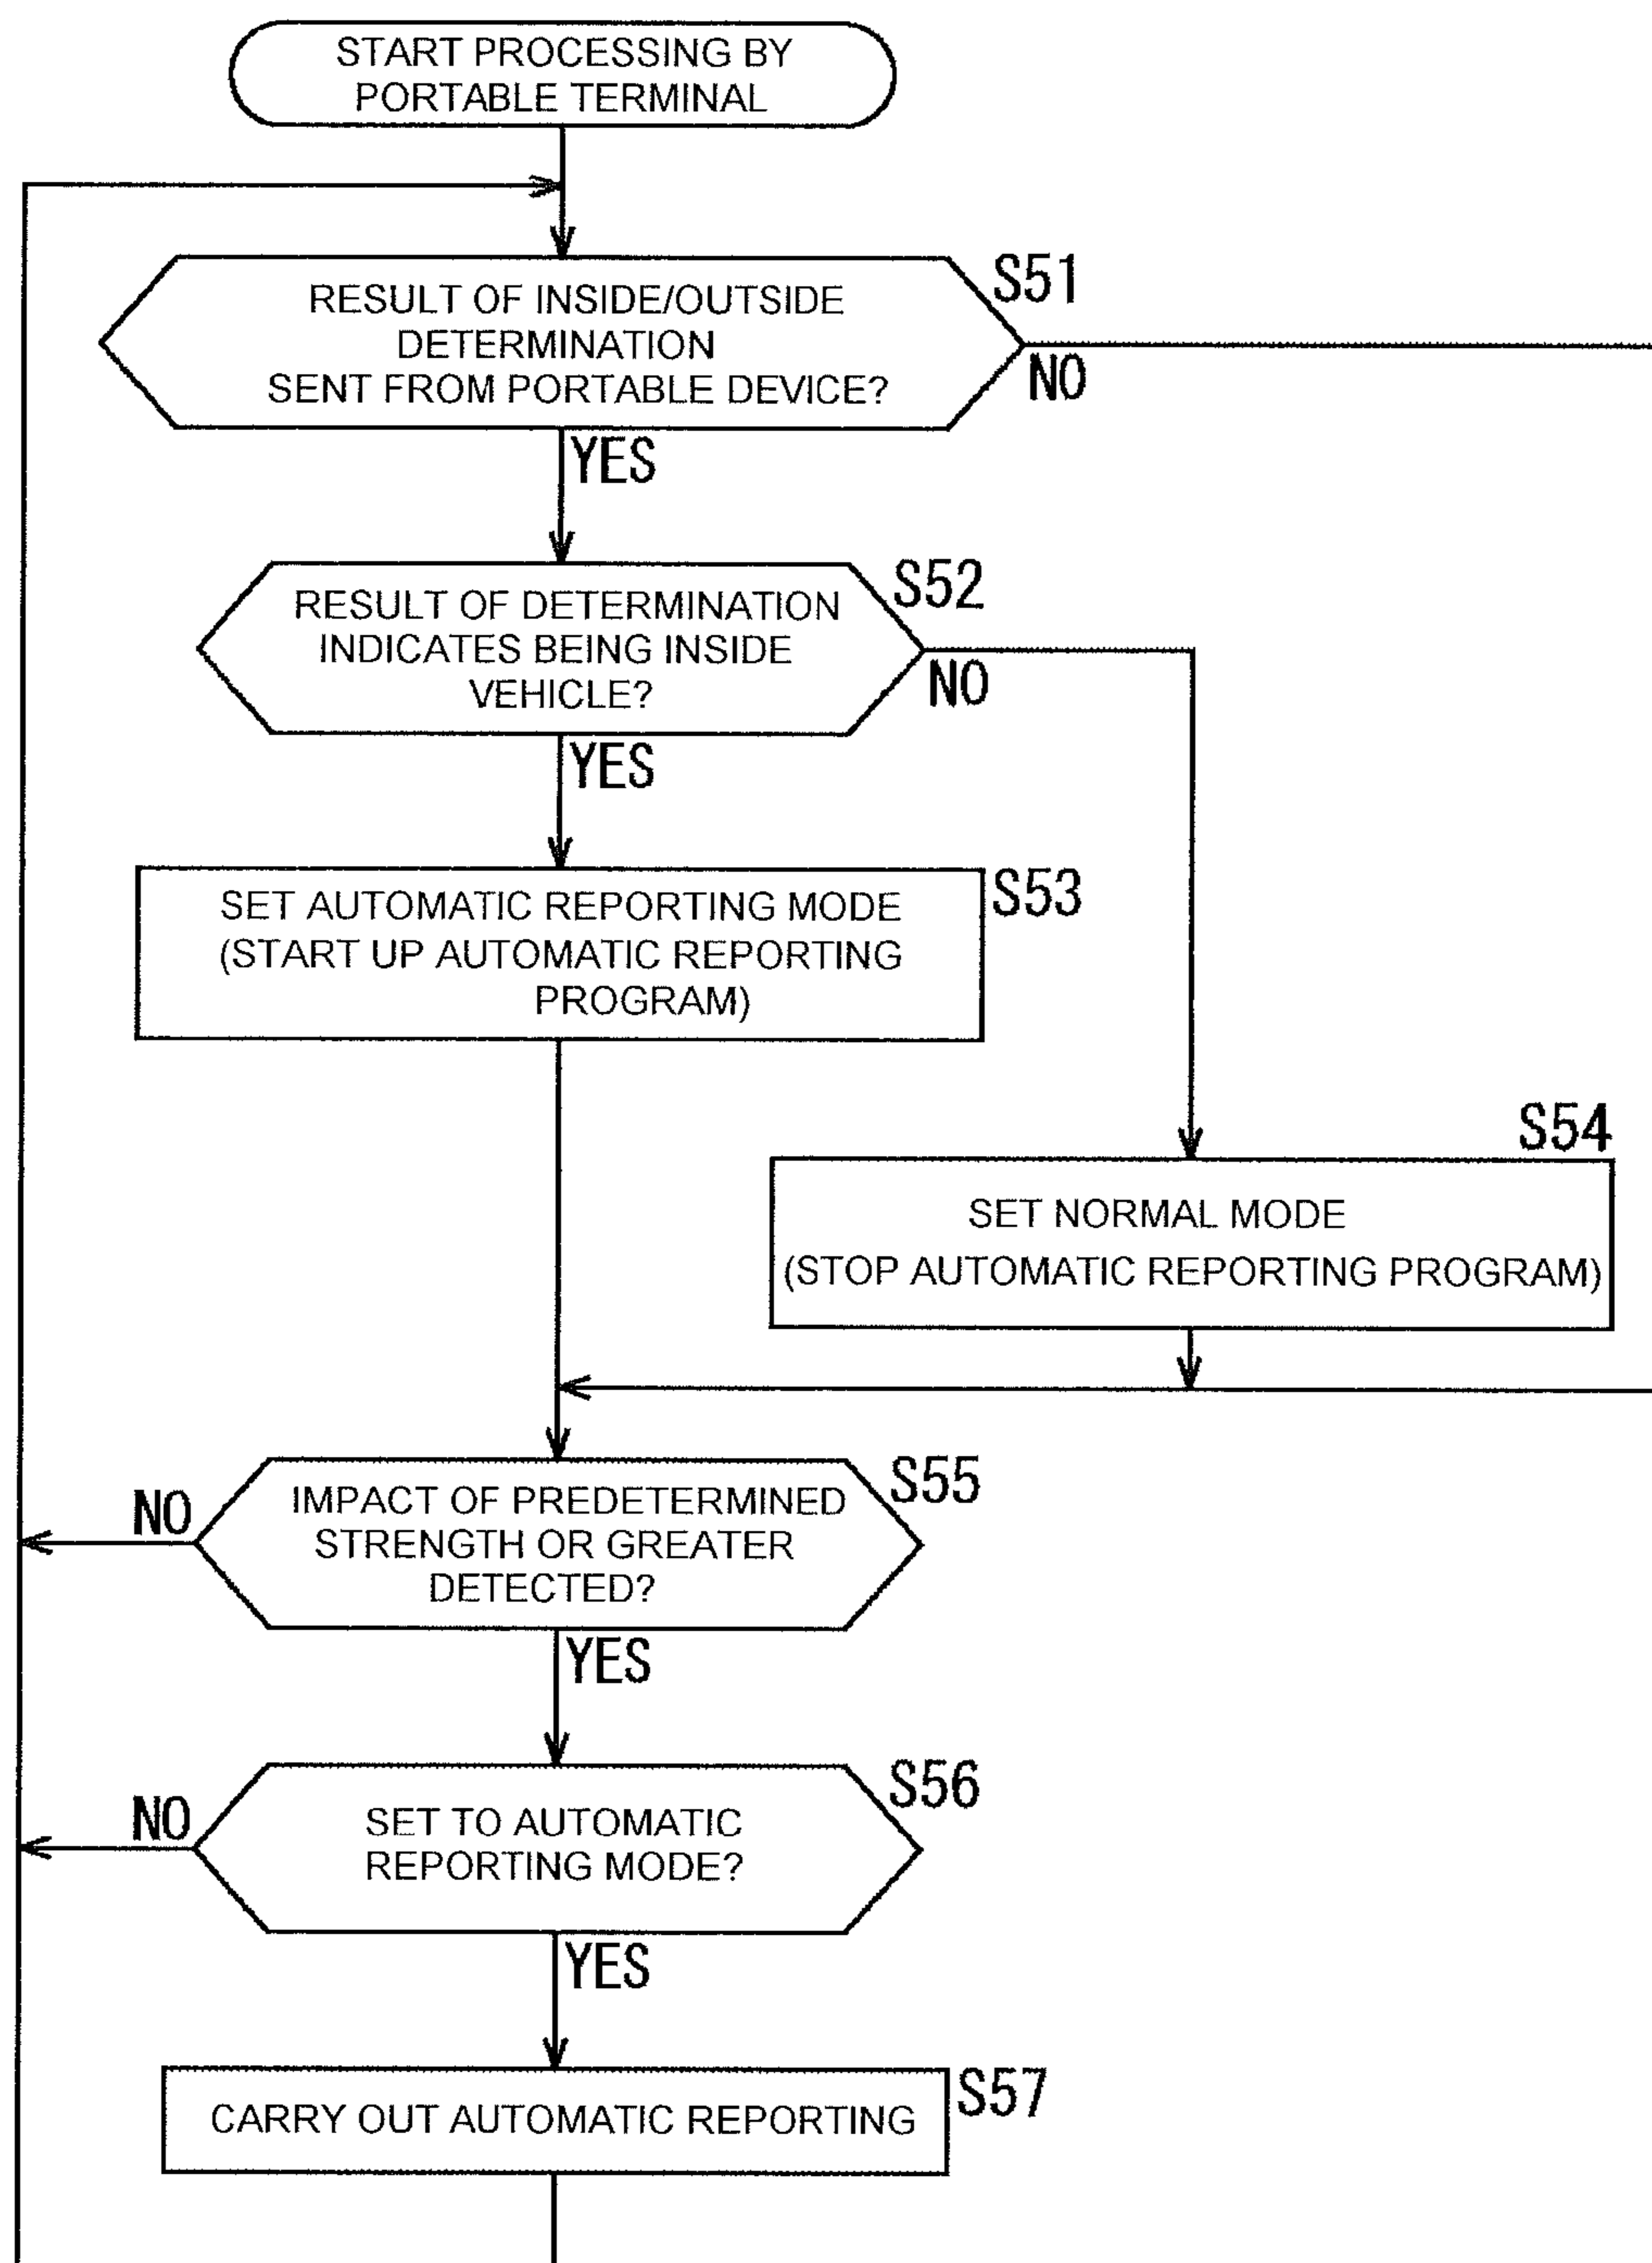 START PROCESSING BY
PORTABLE TERMINAL
S51
RESULT OF INSIDE/OUTSIDE
DETERMINATION
SENT FROM PORTABLE DEVICE?
NO
YES
S52
RESULT OF DETERMINATION
INDICATES BEING INSIDE
VEHICLE?
NO
YES
S53
SET AUTOMATIC REPORTING MODE
(START UP AUTOMATIC REPORTING
PROGRAM)
S54
SET NORMAL MODE
(STOP AUTOMATIC REPORTING PROGRAM)
S55
NO
IMPACT OF PREDETERMINED
STRENGTH OR GREATER
DETECTED?
YES
S56
NO
SET TO AUTOMATIC
REPORTING MODE?
YES
S57
CARRY OUT AUTOMATIC REPORTING